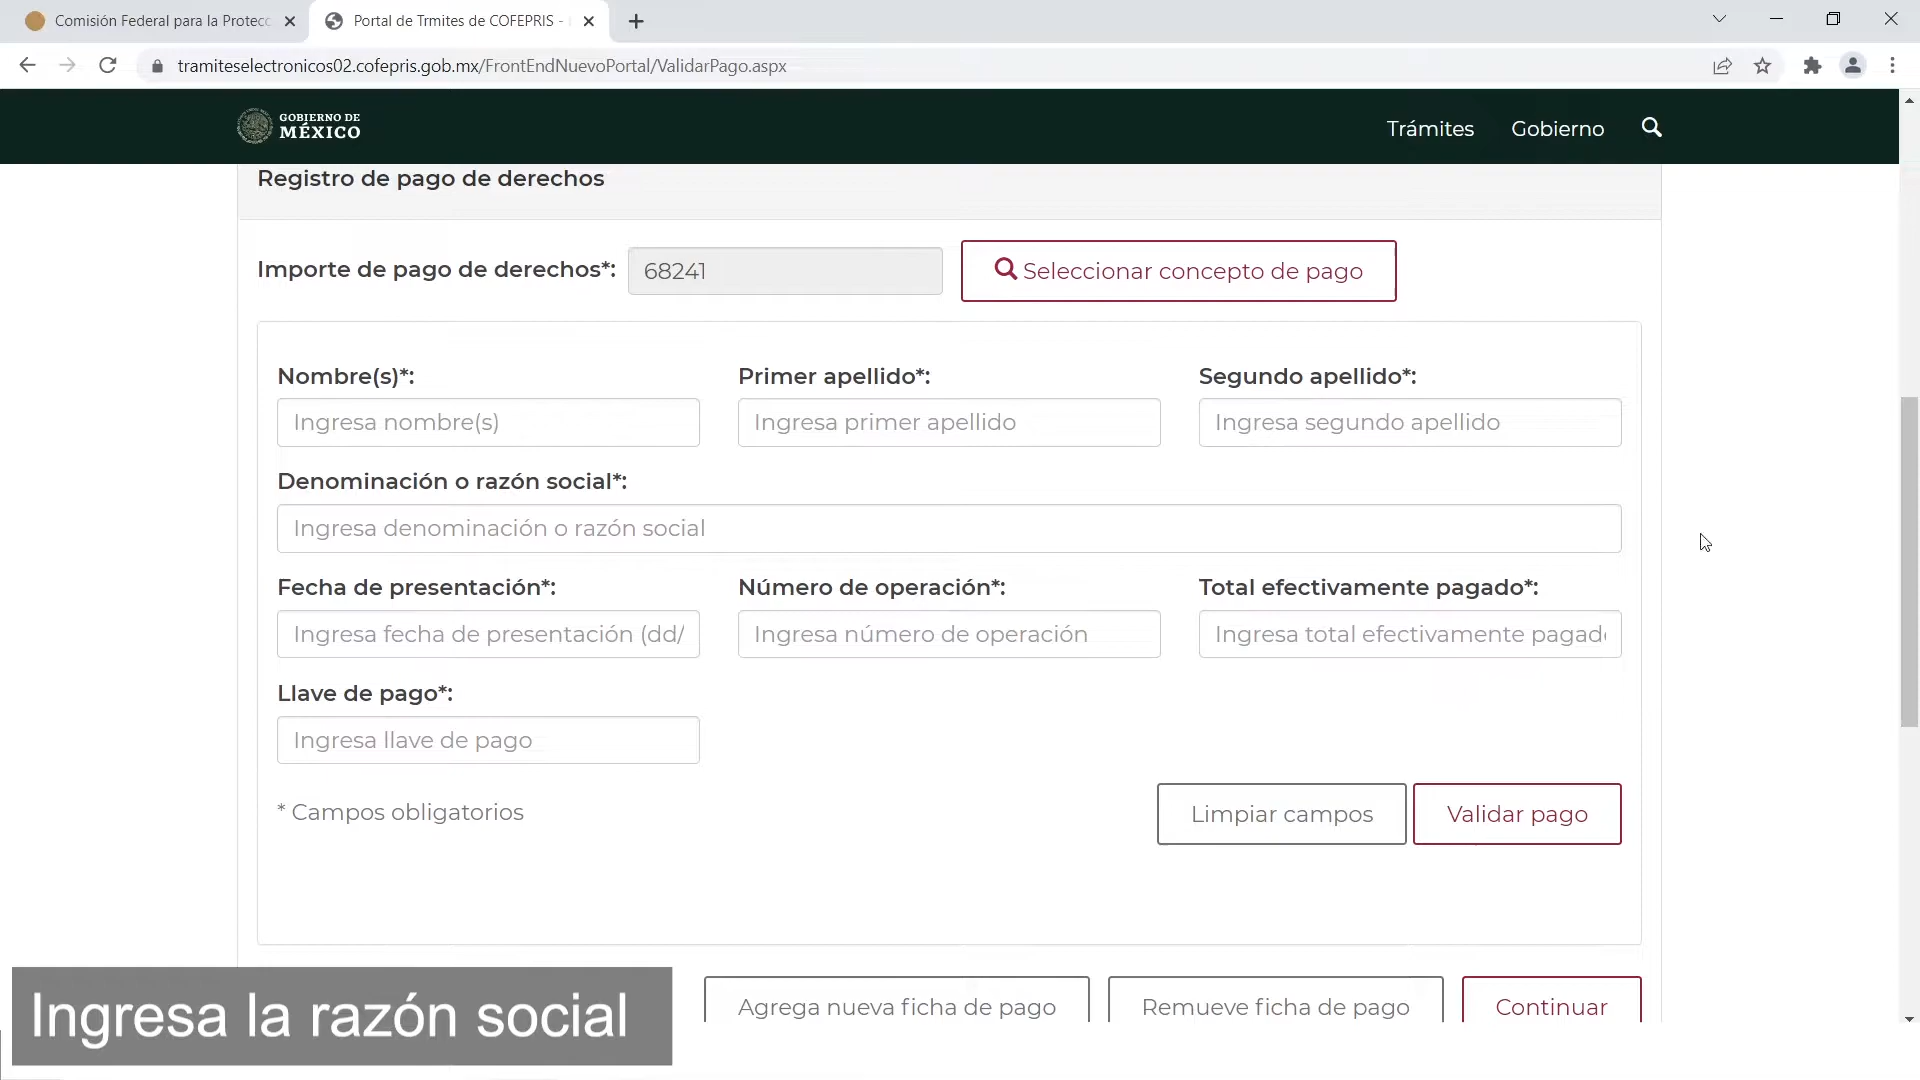 Comisión Federal para la Protecc
Portal de Trmites de COFEPRIS -
tramiteselectronicos02.cofepris.gob.mx/FrontEndNuevoPortal/ValidarPago.aspx
GOBIERNO DE
MÉXICO
Trámites
Gobierno
Registro de pago de derechos
Importe de pago de derechos*:
68241
Seleccionar concepto de pago
Nombre(s)*:
Primer apellido*:
Segundo apellido*:
Ingresa nombre(s)
Ingresa primer apellido
Ingresa segundo apellido
Denominación o razón social*:
Ingresa denominación o razón social
Fecha de presentación*:
Número de operación*:
Total efectivamente pagado*:
Ingresa fecha de presentación (dd/
Ingresa número de operación
Ingresa total efectivamente pagado
Llave de pago*:
Ingresa llave de pago
* Campos obligatorios
Limpiar campos
Validar pago
Agrega nueva ficha de pago
Remueve ficha de pago
Continuar
Ingresa la razón social